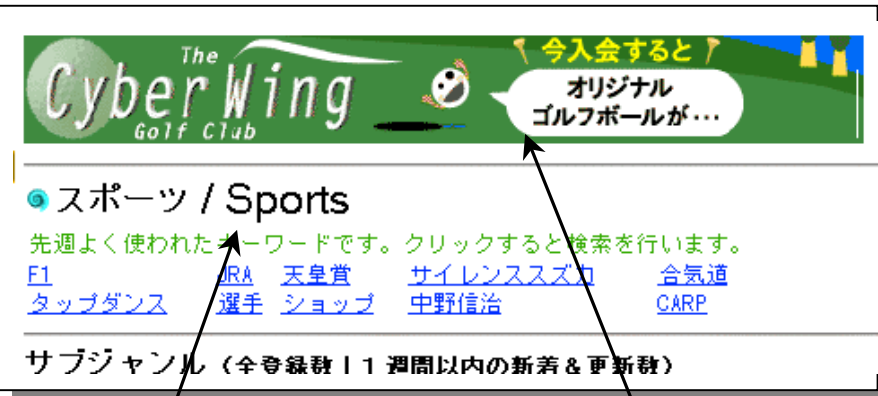 The
CyberWing
Golf Club
今入会すると
オリジナル
ゴルフボールが…
スポーツ / Sports
先週よく使われたキーワードです。クリックすると検索を行います。
F1 JRA 天皇賞 サイレンススズカ 合気道
タップダンス 選手 ショップ 中野信治 CARP
サブジャンル (全登録数 | 1 週間以内の新着&更新数)